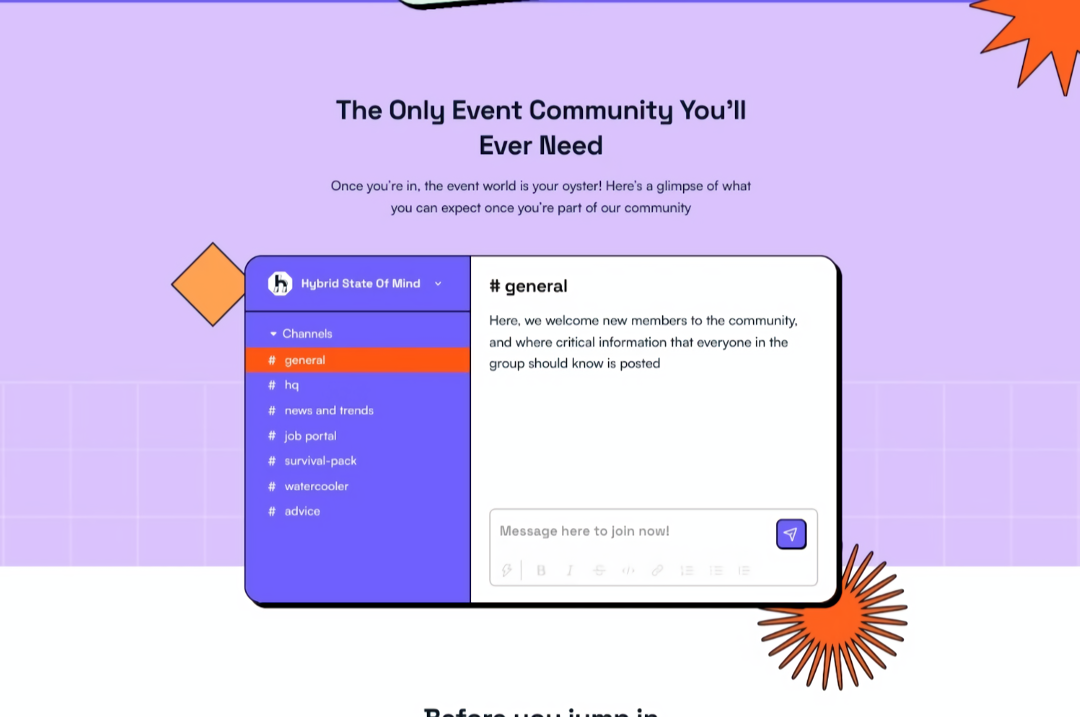 The Only Event Community You'll
Ever Need
Once you're in, the event world is your oyster! Here's a glimpse of what
you can expect once you're part of our community
h
Hybrid State Of Mind
Channels
# general
# hq
# news and trends
# job portal
# survival-pack
# watercooler
# advice
# general
Here, we welcome new members to the community,
and where critical information that everyone in the
group should know is posted
Message here to join now!
B I S </>
Before you jump in